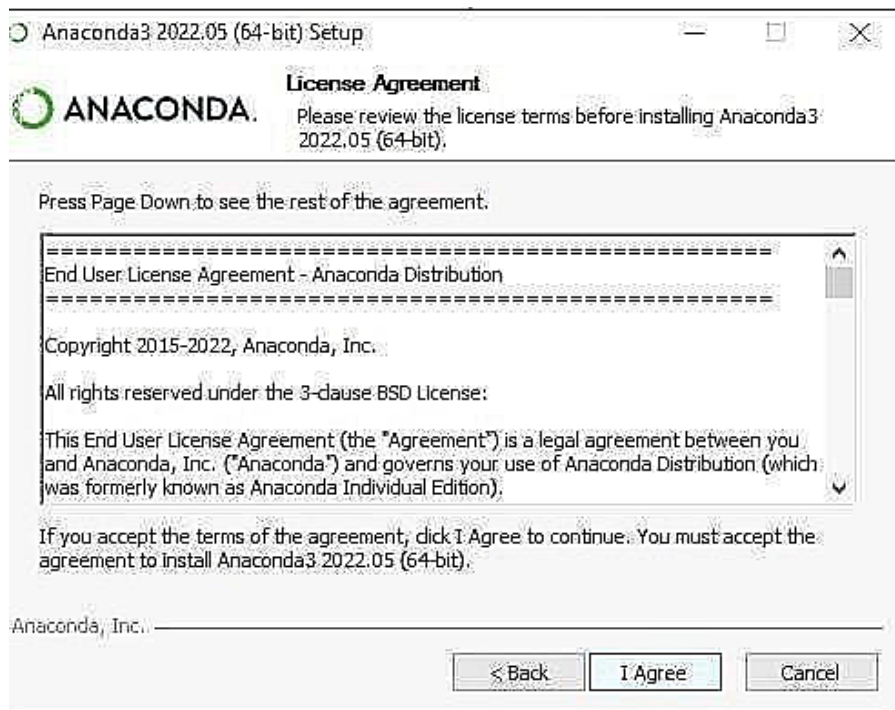 Anaconda3 2022.05 (64-bit) Setup
ANACONDA.
License Agreement
Please review the license terms before installing Anaconda3
2022.05 (64-bit).
Press Page Down to see the rest of the agreement.
====================================================
End User License Agreement - Anaconda Distribution
====================================================
Copyright 2015-2022, Anaconda, Inc.
All rights reserved under the 3-clause BSD License:
This End User License Agreement (the "Agreement") is a legal agreement between you
and Anaconda, Inc. ("Anaconda") and governs your use of Anaconda Distribution (which
was formerly known as Anaconda Individual Edition).
If you accept the terms of the agreement, click I Agree to continue. You must accept the
agreement to install Anaconda3 2022.05 (64-bit).
Anaconda, Inc.
< Back
I Agree
Cancel